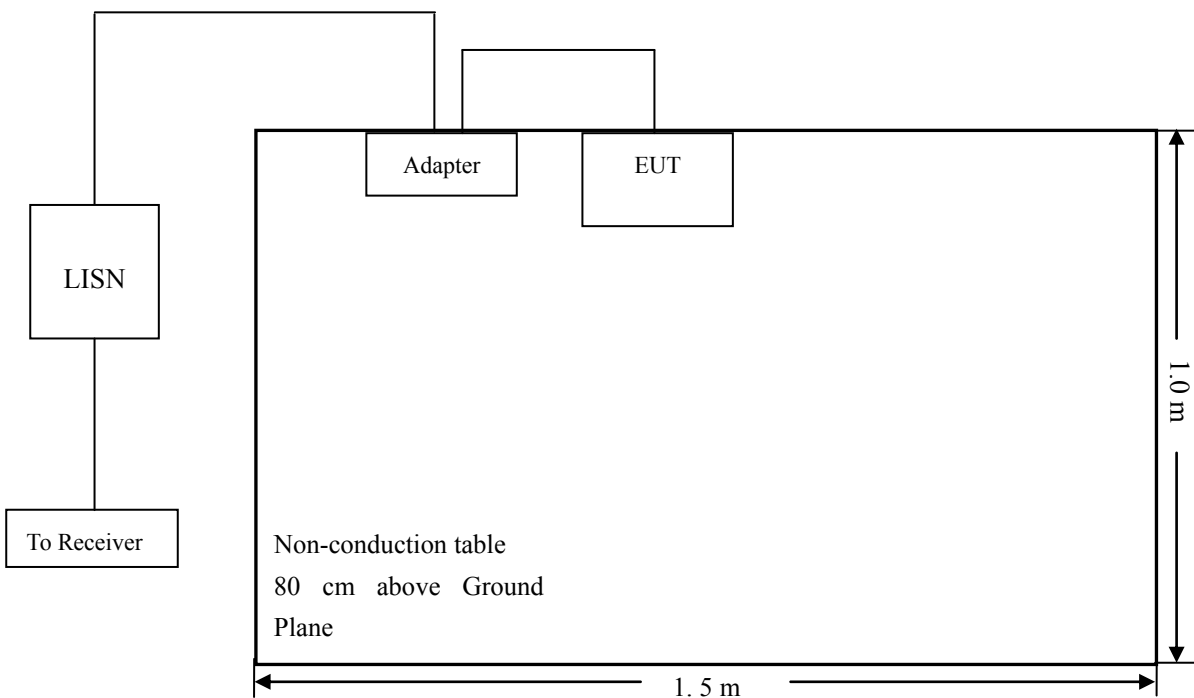 Adapter
EUT
LISN
1.0 m
To Receiver
Non-conduction table
80 cm above Ground
Plane
1. 5 m